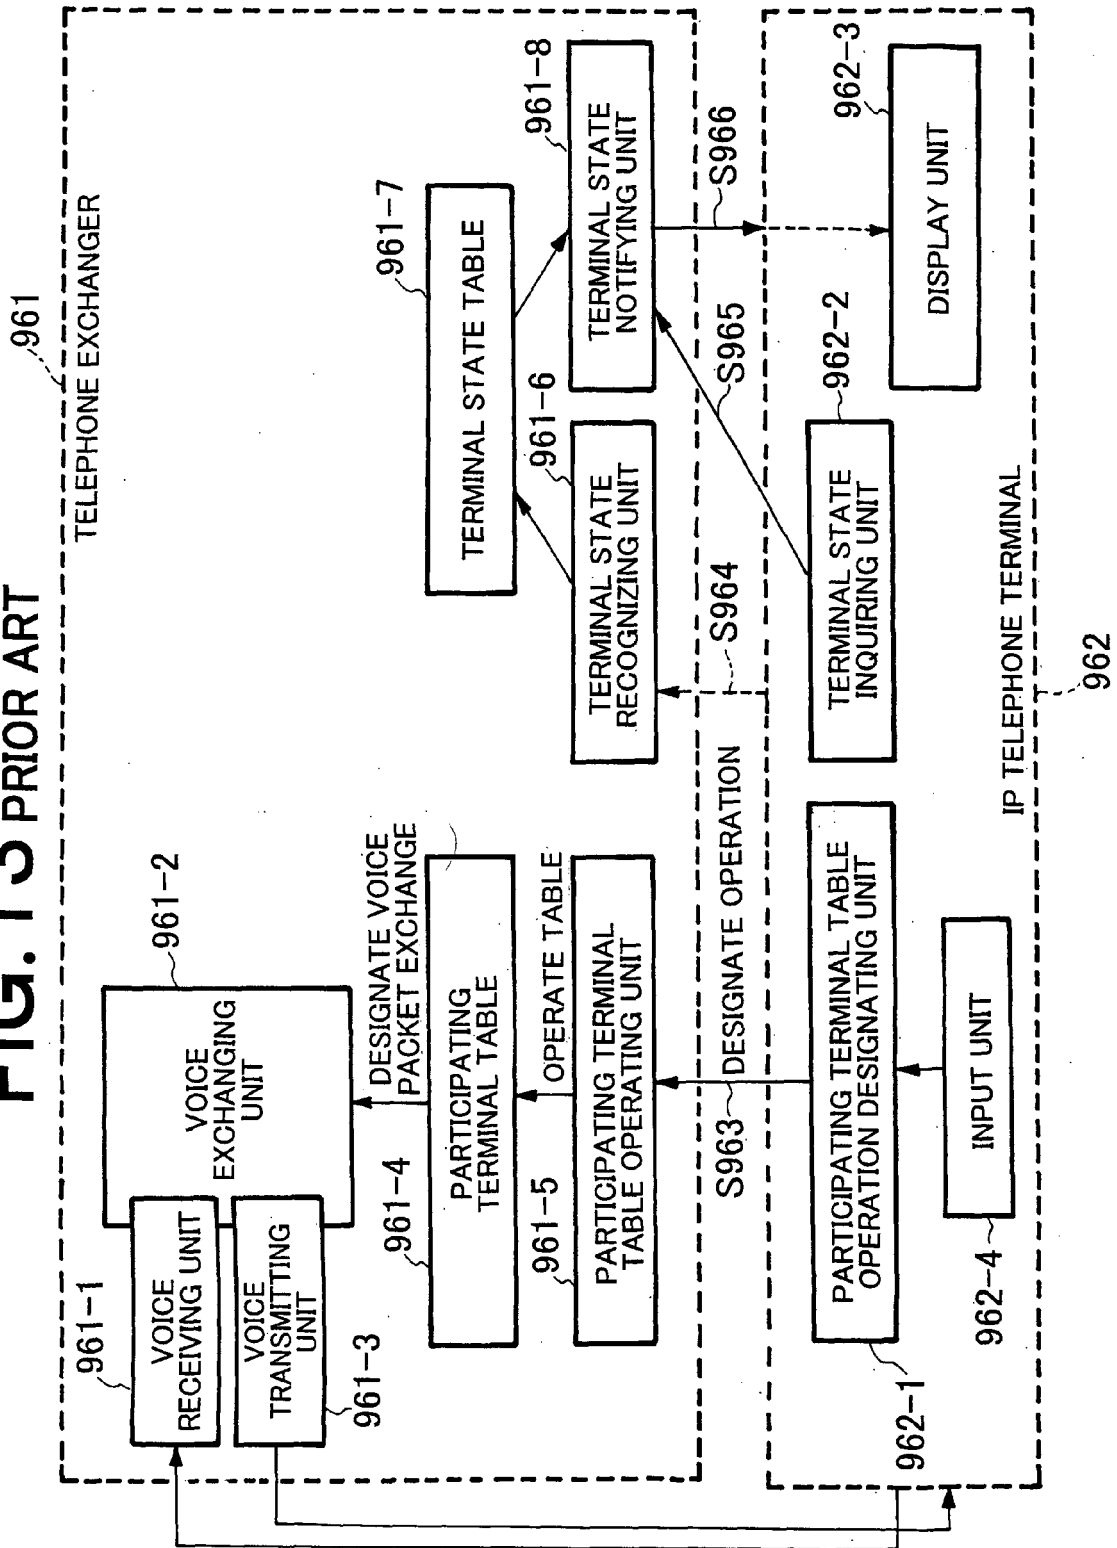 FIG. 13 PRIOR ART
961
TELEPHONE EXCHANGER
961-1
VOICE
RECEIVING UNIT
961-2
VOICE
EXCHANGING
UNIT
VOICE
TRANSMITTING
UNIT
961-3
DESIGNATE VOICE
PACKET EXCHANGE
961-4
PARTICIPATING
TERMINAL TABLE
OPERATE TABLE
961-5
PARTICIPATING TERMINAL
TABLE OPERATING UNIT
961-7
TERMINAL STATE TABLE
961-6
TERMINAL STATE
RECOGNIZING UNIT
961-8
TERMINAL STATE
NOTIFYING UNIT
S963
DESIGNATE OPERATION
S964
S965
S966
962-1
PARTICIPATING TERMINAL TABLE
OPERATION DESIGNATING UNIT
962-2
TERMINAL STATE
INQUIRING UNIT
962-3
DISPLAY UNIT
962-4
INPUT UNIT
IP TELEPHONE TERMINAL
962